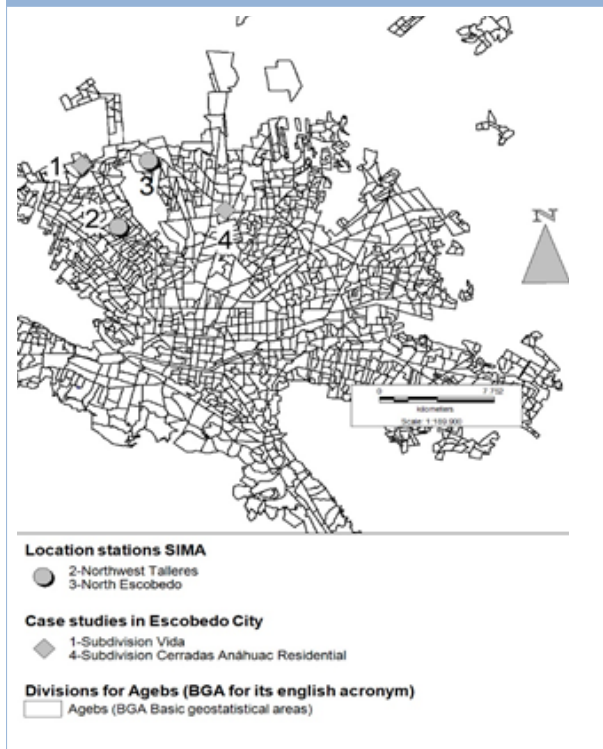 1
3
2
4
N
0 7.752
kilometers
Location stations SIMA
2-Northwest Talleres
3-North Escobedo
Case studies in Escobedo City
1-Subdivision Vida
4-Subdivision Cerradas Anáhuac Residential
Divisions for Agebs (BGA for its english acronym)
Agebs (BGA Basic geostatistical areas)